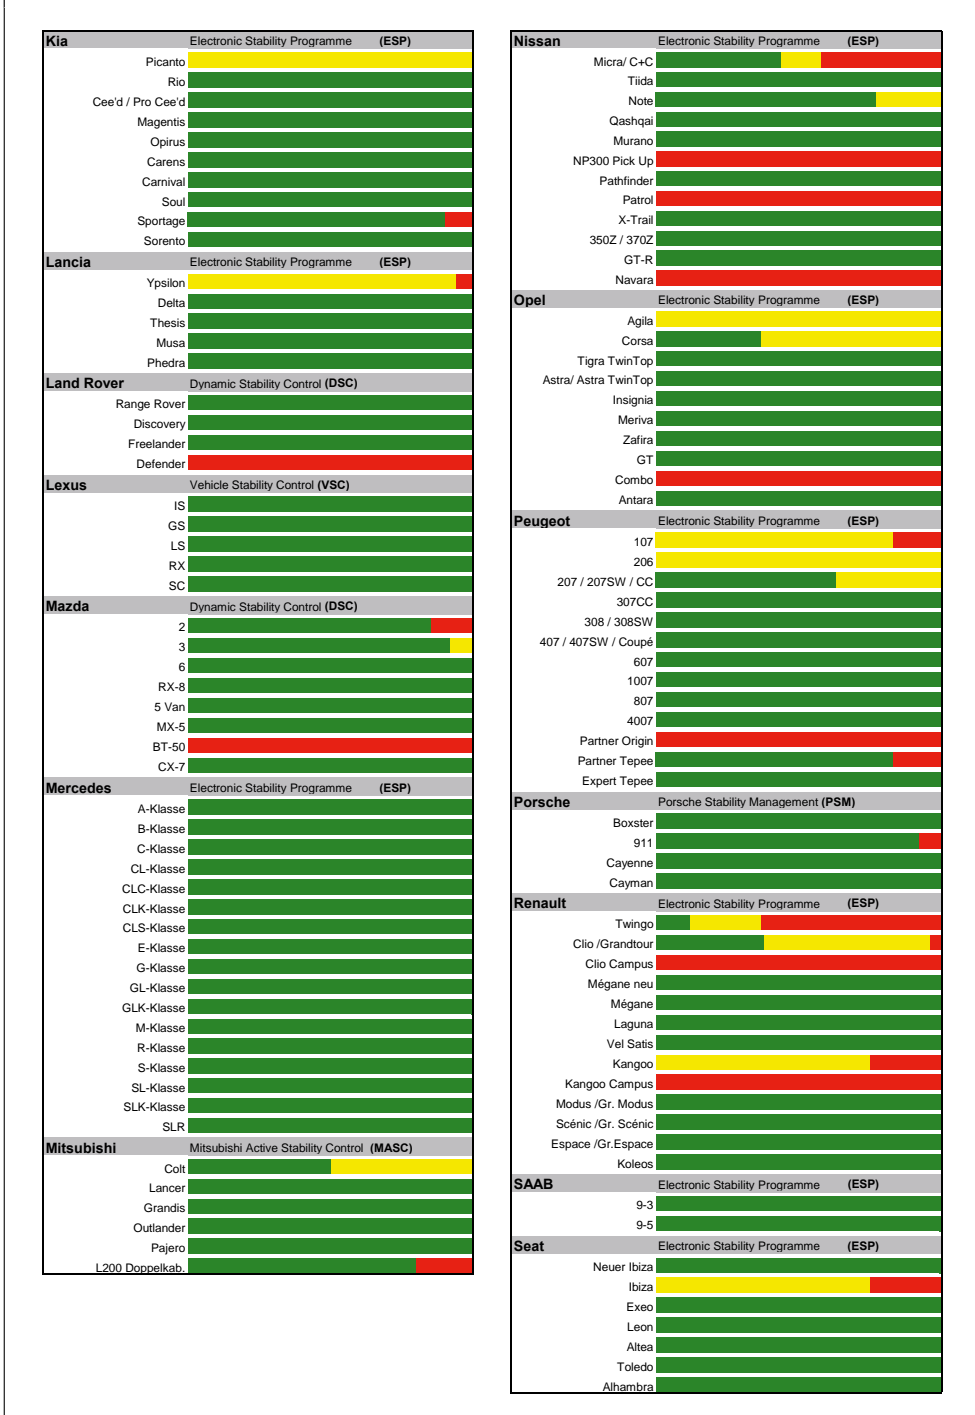 Kia Electronic Stability Programme (ESP)
Picanto
Rio
Cee'd / Pro Cee'd
Magentis
Opirus
Carens
Carnival
Soul
Sportage
Sorento
Lancia Electronic Stability Programme (ESP)
Ypsilon
Delta
Thesis
Musa
Phedra
Land Rover Dynamic Stability Control (DSC)
Range Rover
Discovery
Freelander
Defender
Lexus Vehicle Stability Control (VSC)
IS
GS
LS
RX
SC
Mazda Dynamic Stability Control (DSC)
2
3
6
RX-8
5 Van
MX-5
BT-50
CX-7
Mercedes Electronic Stability Programme (ESP)
A-Klasse
B-Klasse
C-Klasse
CL-Klasse
CLC-Klasse
CLK-Klasse
CLS-Klasse
E-Klasse
G-Klasse
GL-Klasse
GLK-Klasse
M-Klasse
R-Klasse
S-Klasse
SL-Klasse
SLK-Klasse
SLR
Mitsubishi Mitsubishi Active Stability Control (MASC)
Colt
Lancer
Grandis
Outlander
Pajero
L200 Doppelkab.
Nissan Electronic Stability Programme (ESP)
Micra/ C+C
Tiida
Note
Qashqai
Murano
NP300 Pick Up
Pathfinder
Patrol
X-Trail
350Z / 370Z
GT-R
Navara
Opel Electronic Stability Programme (ESP)
Agila
Corsa
Tigra TwinTop
Astra/ Astra TwinTop
Insignia
Meriva
Zafira
GT
Combo
Antara
Peugeot Electronic Stability Programme (ESP)
107
206
207 / 207SW / CC
307CC
308 / 308SW
407 / 407SW / Coupé
607
1007
807
4007
Partner Origin
Partner Tepee
Expert Tepee
Porsche Porsche Stability Management (PSM)
Boxster
911
Cayenne
Cayman
Renault Electronic Stability Programme (ESP)
Twingo
Clio /Grandtour
Clio Campus
Mégane neu
Mégane
Laguna
Vel Satis
Kangoo
Kangoo Campus
Modus /Gr. Modus
Scénic /Gr. Scénic
Espace /Gr.Espace
Koleos
SAAB Electronic Stability Programme (ESP)
9-3
9-5
Seat Electronic Stability Programme (ESP)
Neuer Ibiza
Ibiza
Exeo
Leon
Altea
Toledo
Alhambra